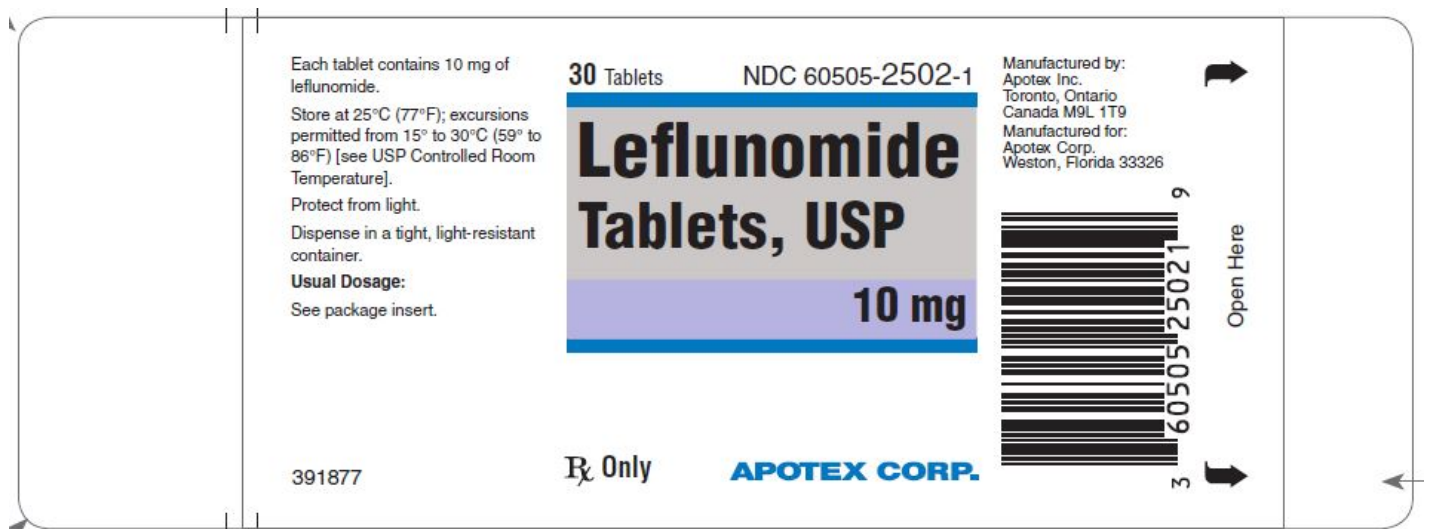 Each tablet contains 10 mg of
leflunomide.
Store at 25°C (77°F); excursions
permitted from 15° to 30°C (59° to
86°F) [see USP Controlled Room
Temperature].
Protect from light.
Dispense in a tight, light-resistant
container.
Usual Dosage:
See package insert.
391877
30 Tablets NDC 60505-2502-1
Leflunomide
Tablets, USP
10 mg
℞ Only APOTEX CORP.
Manufactured by:
Apotex Inc.
Toronto, Ontario
Canada M9L 1T9
Manufactured for:
Apotex Corp.
Weston, Florida 33326
3 60505 25021 9
Open Here